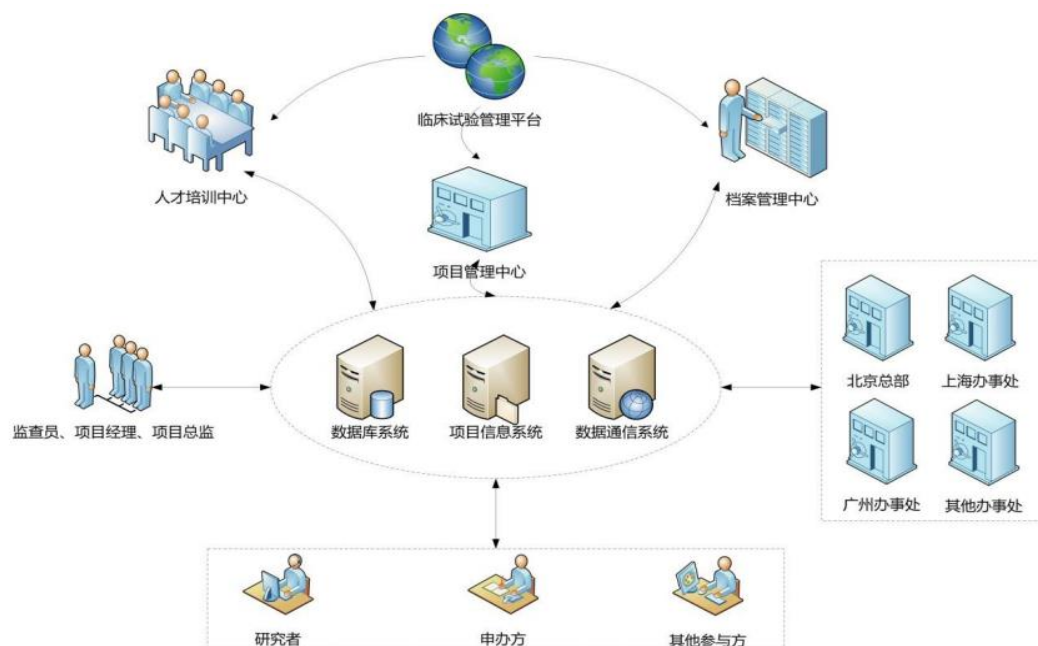 临床试验管理平台
人才培训中心
档案管理中心
项目管理中心
北京总部
上海办事处
监查员、项目经理、项目总监
数据库系统
项目信息系统
数据通信系统
广州办事处
其他办事处
研究者
申办方
其他参与方